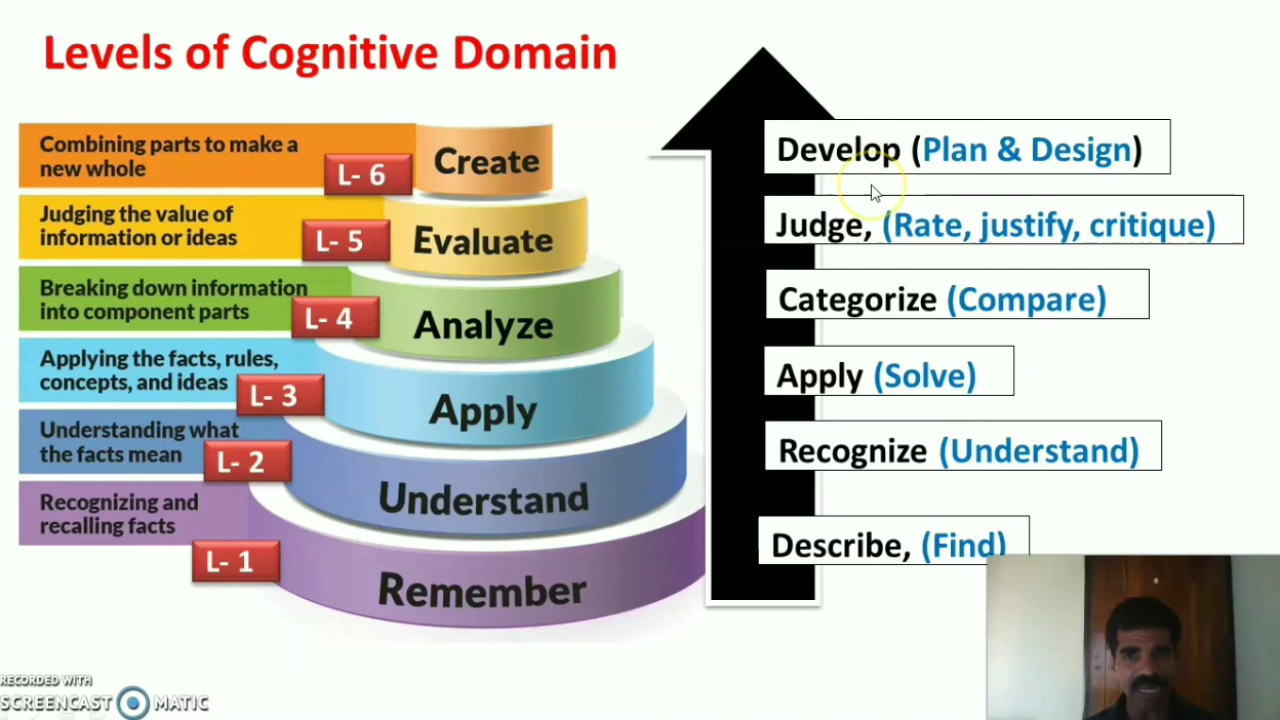 Levels of Cognitive Domain
Combining parts to make a
new whole
L- 6
Create
Develop (Plan & Design)
Judging the value of
information or ideas
L- 5
Evaluate
Judge, (Rate, justify, critique)
Breaking down information
into component parts
L- 4
Analyze
Categorize (Compare)
Applying the facts, rules,
concepts, and ideas
L- 3
Apply
Apply (Solve)
Understanding what
the facts mean
L- 2
Understand
Recognize (Understand)
Recognizing and
recalling facts
L- 1
Remember
Describe, (Find)
RECORDED WITH
SCREENCAST MATIC